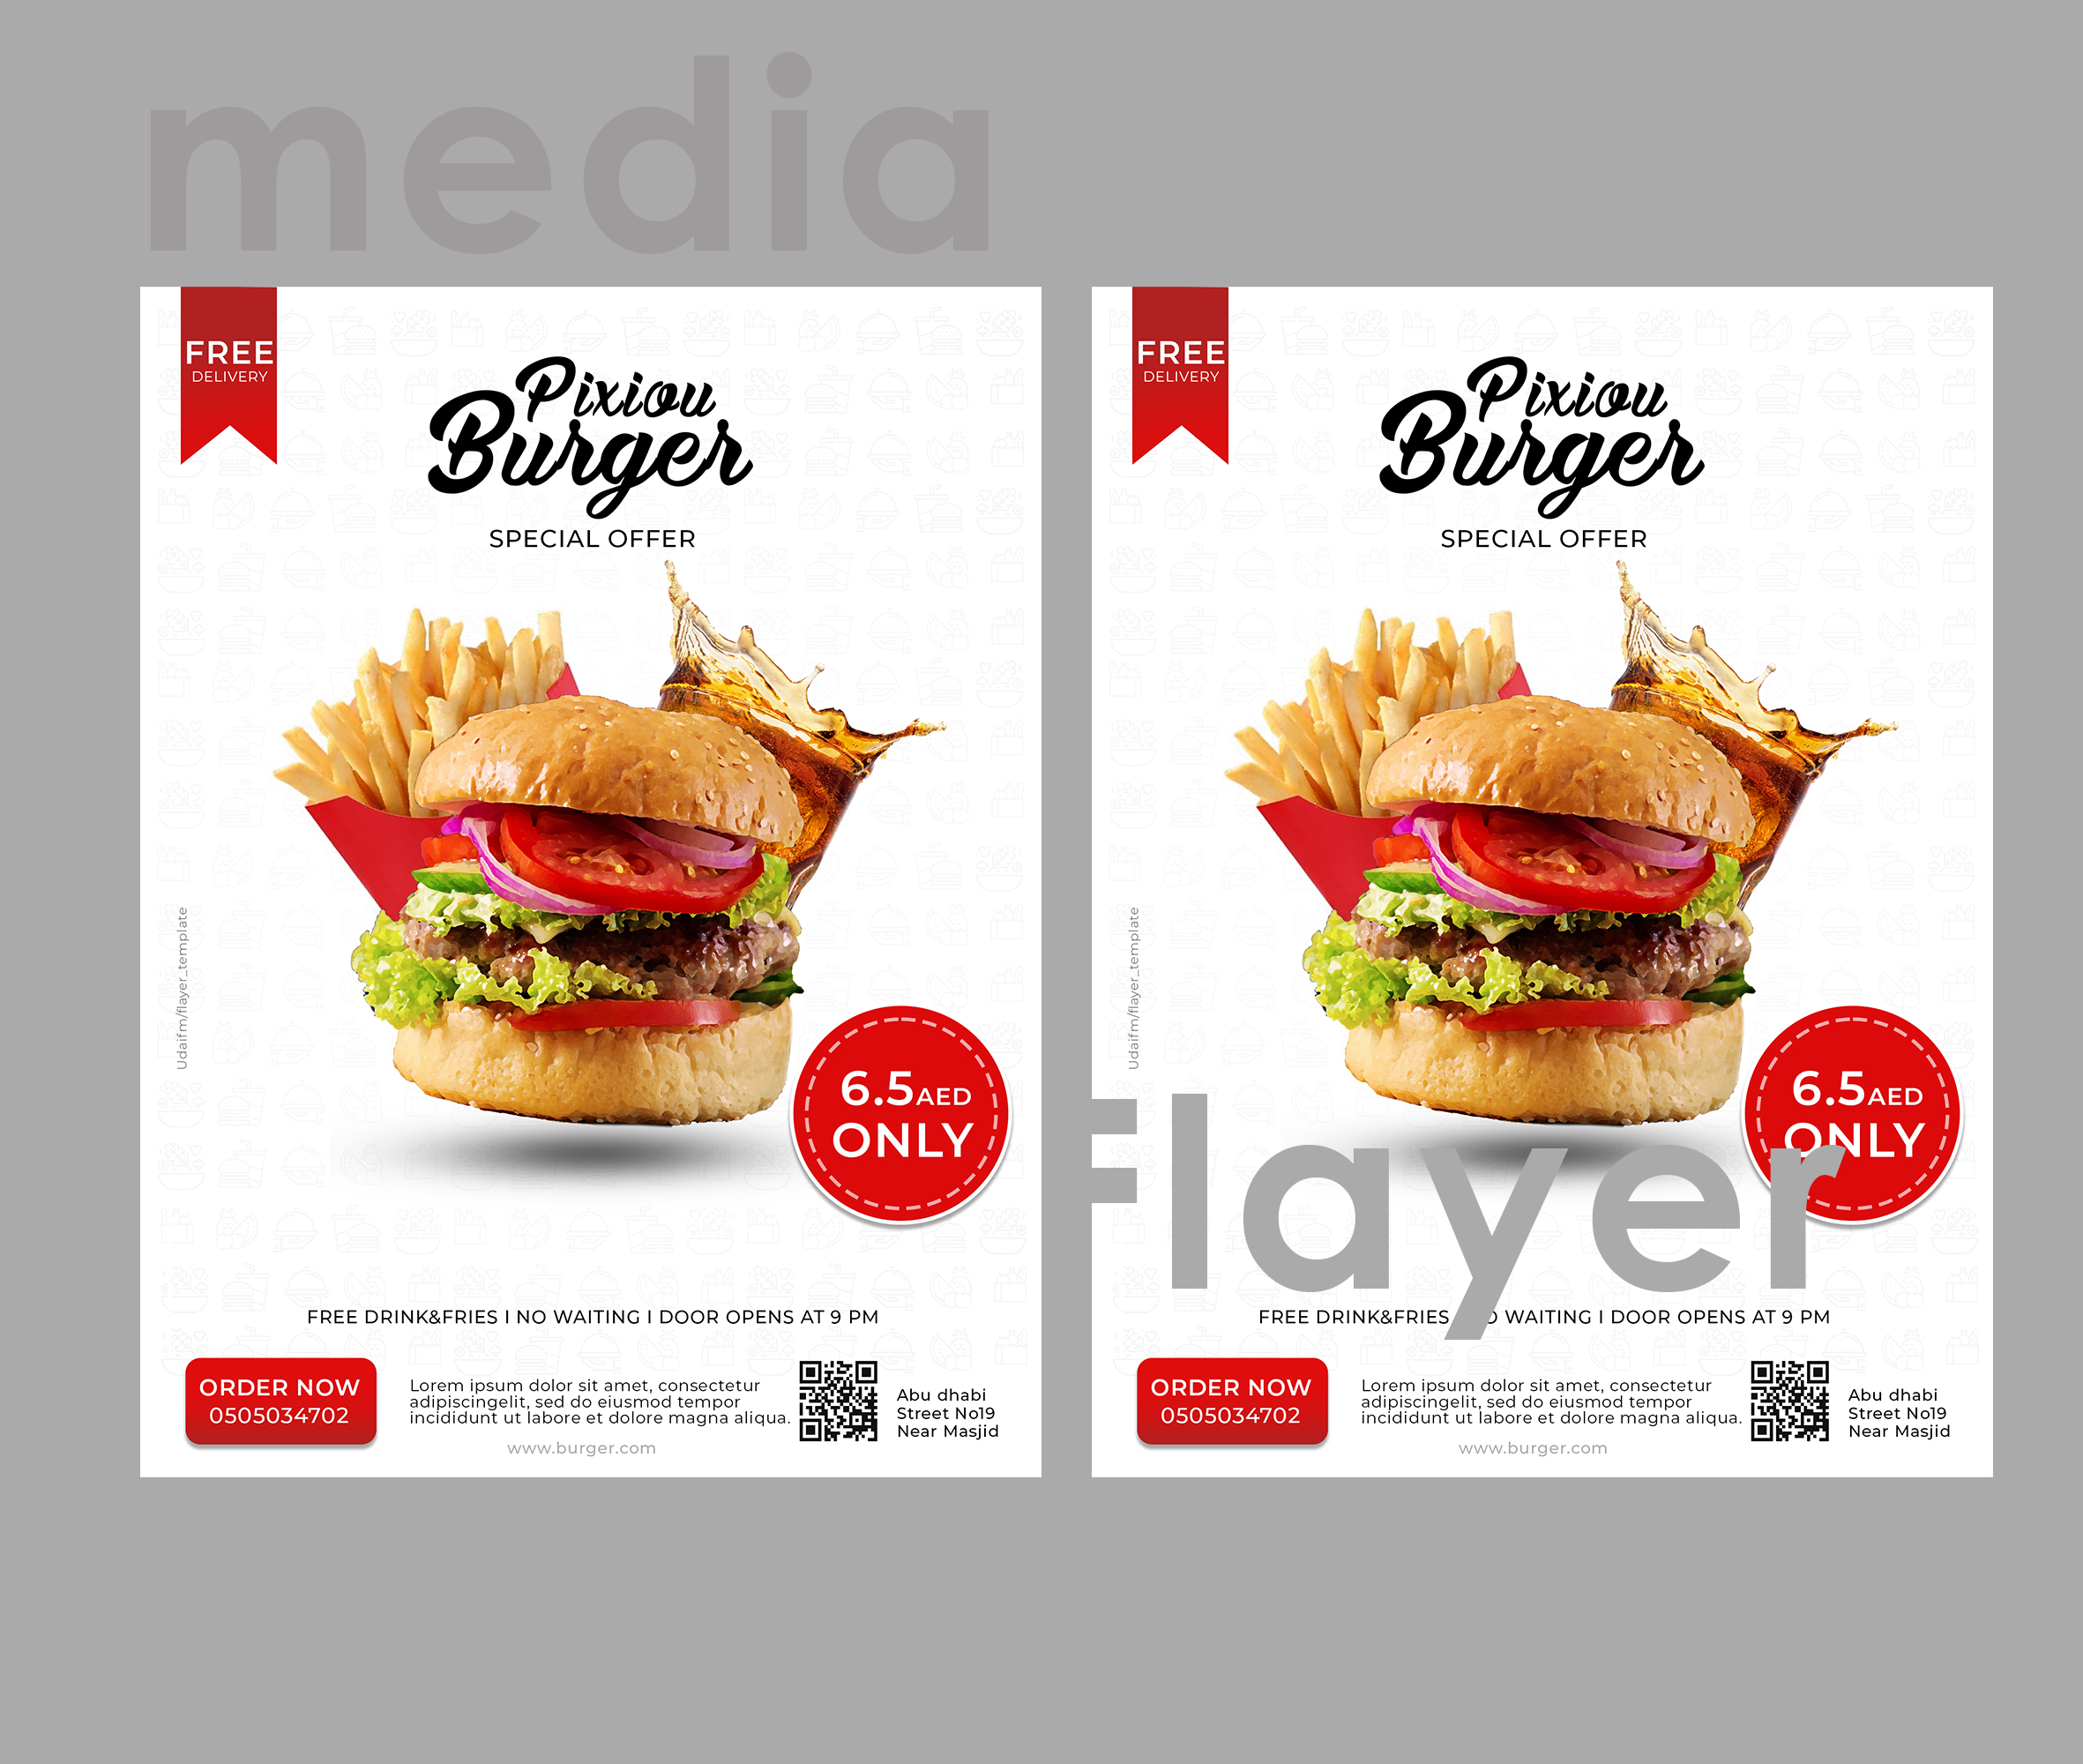 media
FREE
DELIVERY
Pixiou
Burger
SPECIAL OFFER
Udaifm/flayer_template
6.5AED
ONLY
FREE DRINK&FRIES I NO WAITING I DOOR OPENS AT 9 PM
ORDER NOW
0505034702
Lorem ipsum dolor sit amet, consectetur
adipiscingelit, sed do eiusmod tempor
incididunt ut labore et dolore magna aliqua.
www.burger.com
Abu dhabi
Street No19
Near Masjid
FREE
DELIVERY
Pixiou
Burger
SPECIAL OFFER
Udaifm/flayer_template
6.5AED
ONLY
flayer
FREE DRINK&FRIES WAITING I DOOR OPENS AT 9 PM
ORDER NOW
0505034702
Lorem ipsum dolor sit amet, consectetur
adipiscingelit, sed do eiusmod tempor
incididunt ut labore et dolore magna aliqua.
www.burger.com
Abu dhabi
Street No19
Near Masjid